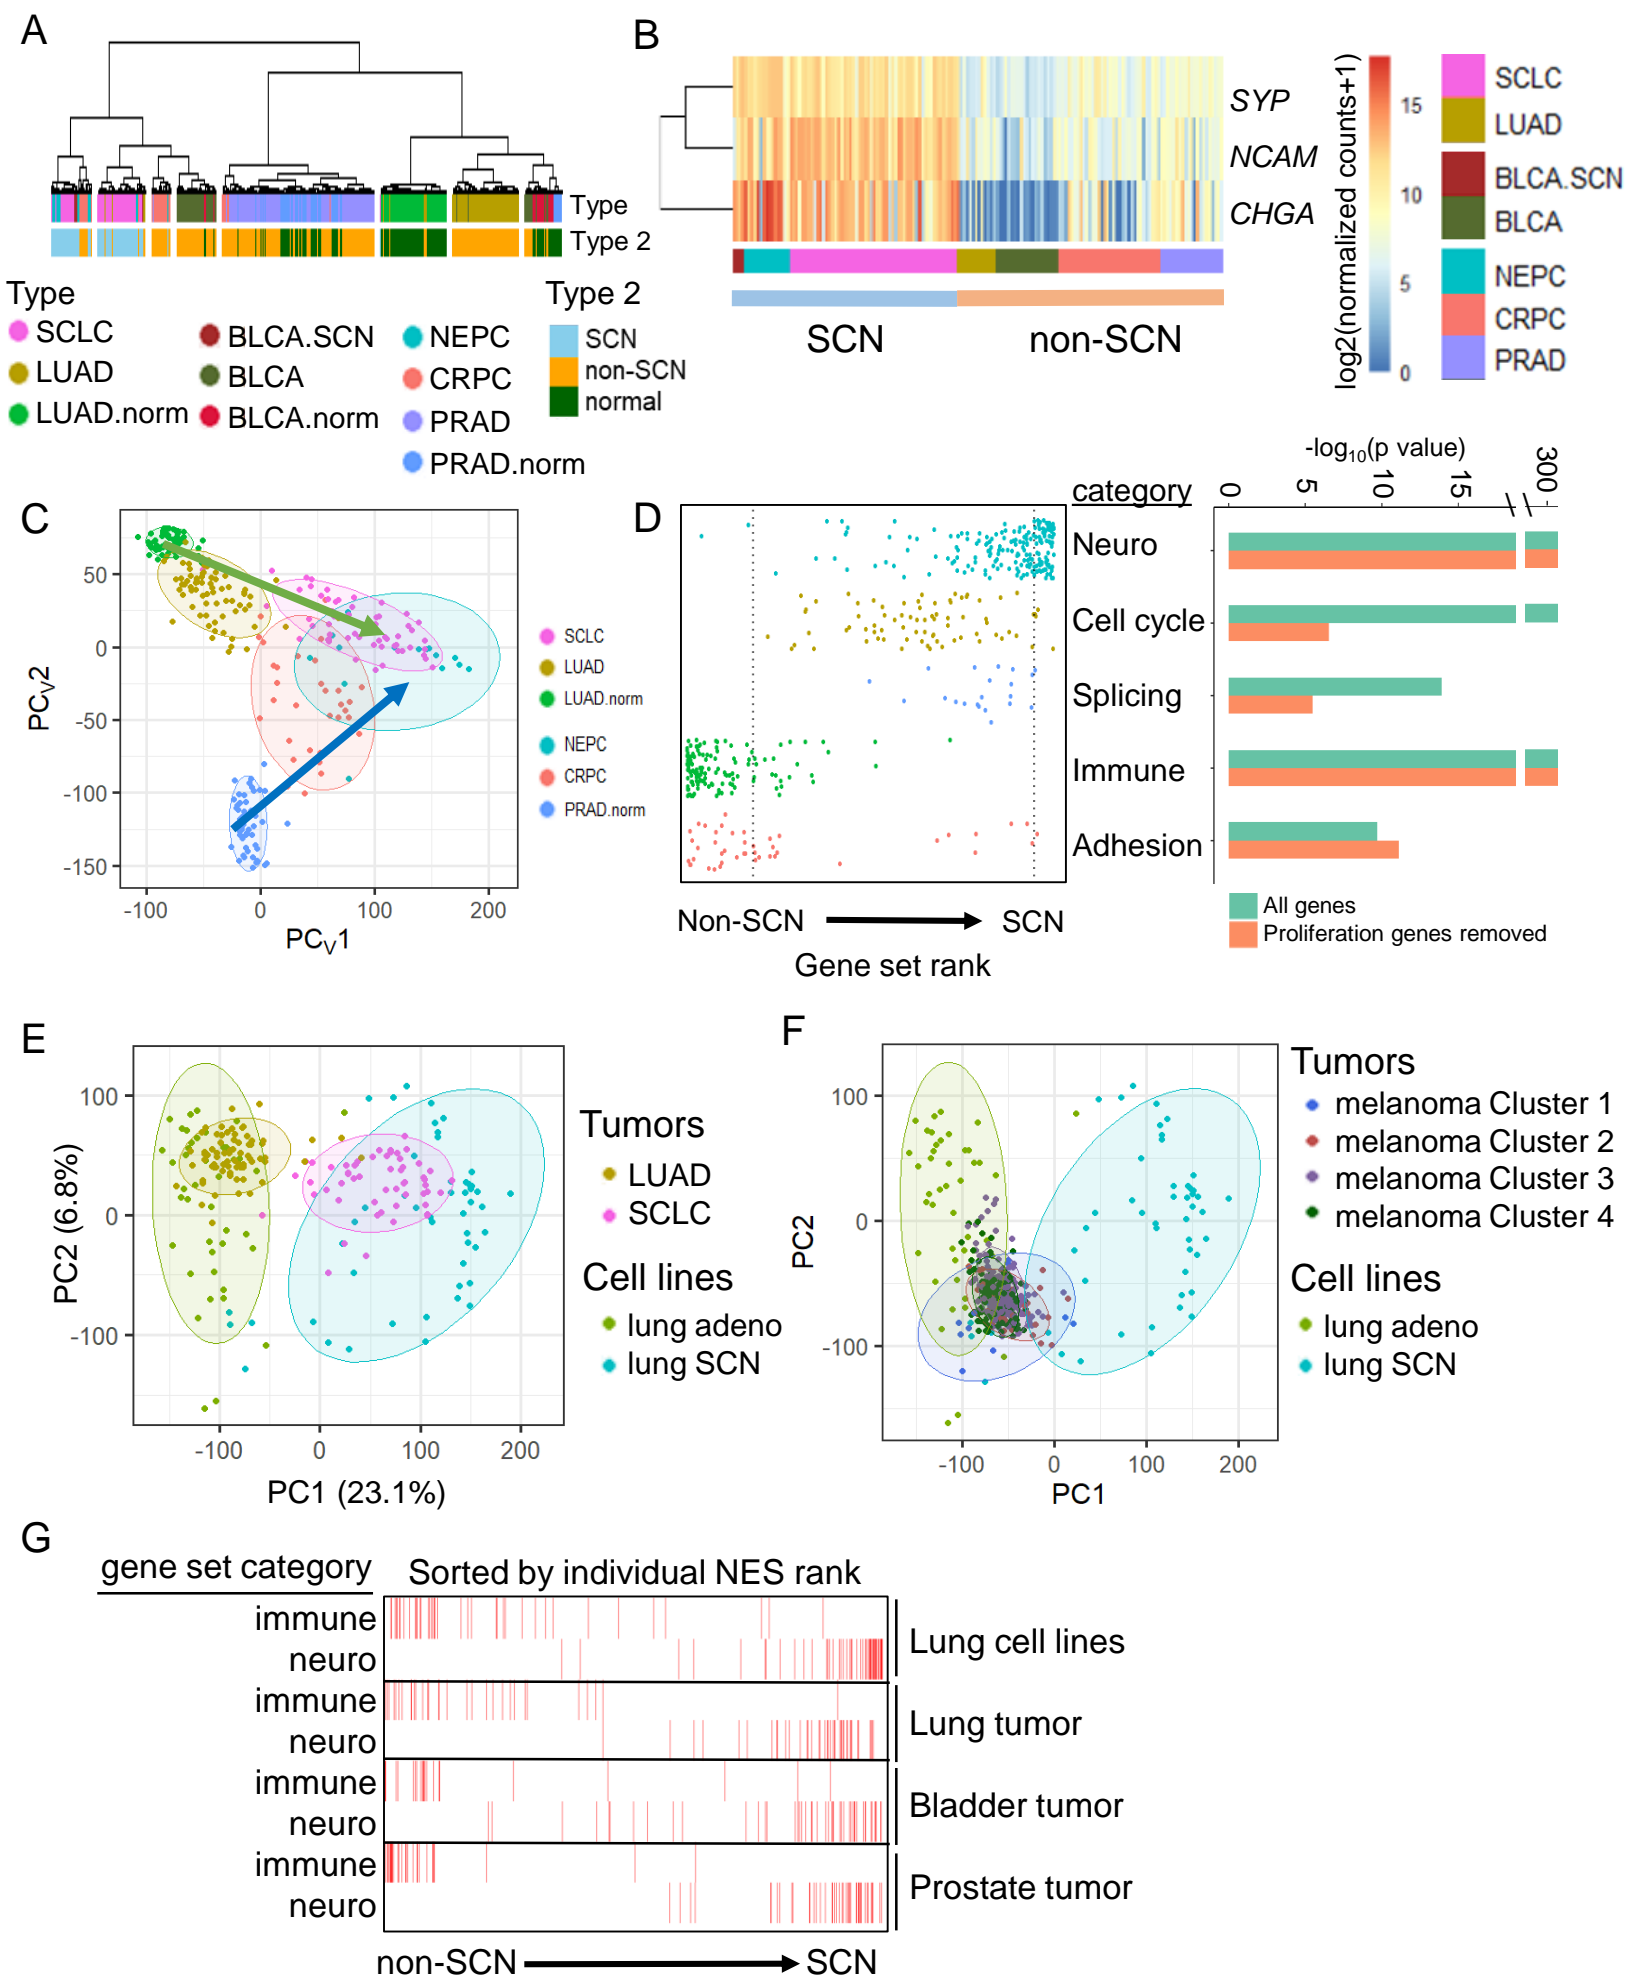 A
Type
Type 2
Type
SCLC
LUAD
LUAD.norm
BLCA.SCN
BLCA
BLCA.norm
NEPC
CRPC
PRAD
PRAD.norm
Type 2
SCN
non-SCN
normal
B
SYP
NCAM
CHGA
SCN
non-SCN
log2(normalized counts+1)
15
10
5
0
SCLC
LUAD
BLCA.SCN
BLCA
NEPC
CRPC
PRAD
C
PCV2
50
0
-50
-100
-150
-100
0
100
200
PCV1
SCLC
LUAD
LUAD.norm
NEPC
CRPC
PRAD.norm
D
category
Neuro
Cell cycle
Splicing
Immune
Adhesion
Non-SCN
SCN
Gene set rank
-log10(p value)
0
5
10
15
300
All genes
Proliferation genes removed
E
PC2 (6.8%)
100
0
-100
-100
0
100
200
PC1 (23.1%)
Tumors
LUAD
SCLC
Cell lines
lung adeno
lung SCN
F
PC2
100
0
-100
-100
0
100
200
PC1
Tumors
melanoma Cluster 1
melanoma Cluster 2
melanoma Cluster 3
melanoma Cluster 4
Cell lines
lung adeno
lung SCN
G
gene set category
Sorted by individual NES rank
immune
neuro
Lung cell lines
immune
neuro
Lung tumor
immune
neuro
Bladder tumor
immune
neuro
Prostate tumor
non-SCN
SCN